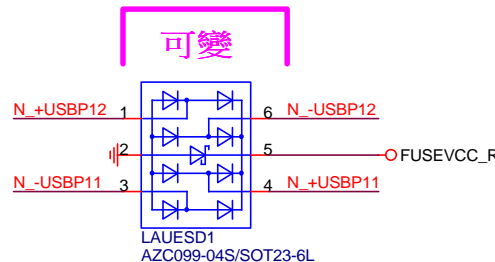 可變
N_+USBP12
1
6
N_-USBP12
2
5
FUSEVCC_R
N_-USBP11
3
4
N_+USBP11
LAUESD1
AZC099-04S/SOT23-6L